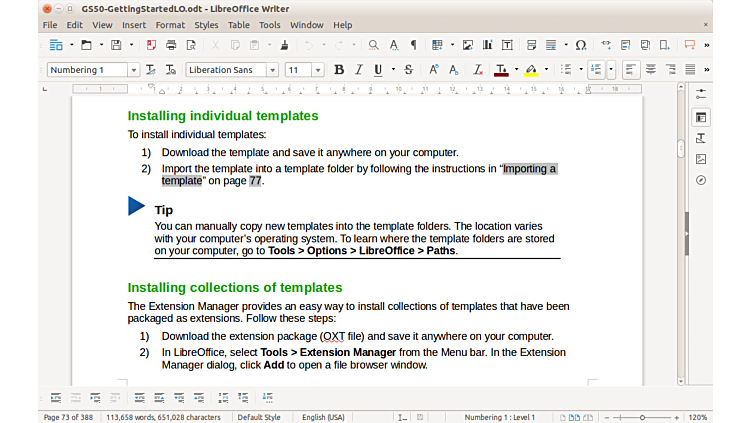 GS50-GettingStartedLO.odt - LibreOffice Writer
File Edit View Insert Format Styles Table Tools Window Help
Numbering 1 Liberation Sans 11
Installing individual templates
To install individual templates:
1) Download the template and save it anywhere on your computer.
2) Import the template into a template folder by following the instructions in “Importing a
template” on page 77.
Tip
You can manually copy new templates into the template folders. The location varies
with your computer’s operating system. To learn where the template folders are stored
on your computer, go to Tools > Options > LibreOffice > Paths.
Installing collections of templates
The Extension Manager provides an easy way to install collections of templates that have been
packaged as extensions. Follow these steps:
1) Download the extension package (OXT file) and save it anywhere on your computer.
2) In LibreOffice, select Tools > Extension Manager from the Menu bar. In the Extension
Manager dialog, click Add to open a file browser window.
Page 73 of 388 113,658 words, 651,028 characters Default Style English (USA) Numbering 1 : Level 1 120%